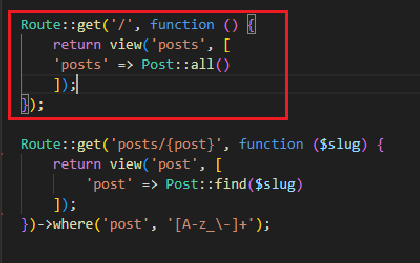 Route::get('/', function () {
return view('posts', [
'posts' => Post::all()
]);
});
Route::get('posts/{post}', function ($slug) {
return view('post', [
'post' => Post::find($slug)
]);
})->where('post', '[A-z_\-]+');